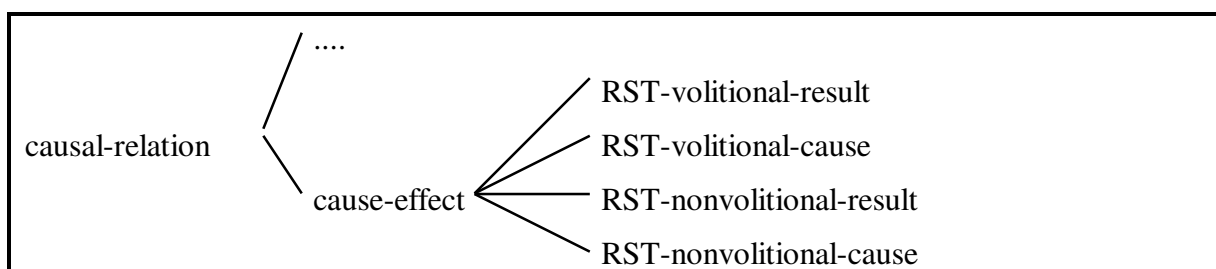 ....
RST-volitional-result
causal-relation
RST-volitional-cause
cause-effect
RST-nonvolitional-result
RST-nonvolitional-cause